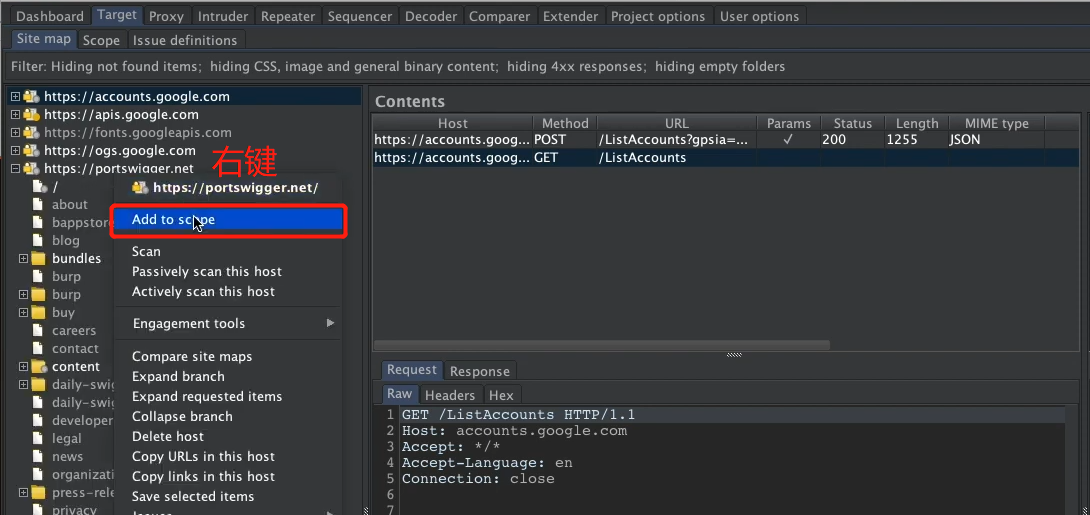 Dashboard Target Proxy Intruder Repeater Sequencer Decoder Comparer Extender Project options User options
Site map Scope Issue definitions
Filter: Hiding not found items; hiding CSS, image and general binary content; hiding 4xx responses; hiding empty folders
https://accounts.google.com
https://apis.google.com
https://fonts.googleapis.com
https://ogs.google.com
https://portswigger.net
右键
/
about
bappstore
blog
bundles
burp
burp
buy
careers
contact
content
daily-swig
daily-swig
developer
legal
news
organizati
press-rele
privacy
https://portswigger.net/
Add to scope
Scan
Passively scan this host
Actively scan this host
Engagement tools
Compare site maps
Expand branch
Expand requested items
Collapse branch
Delete host
Copy URLs in this host
Copy links in this host
Save selected items
Contents
Host Method URL Params Status Length MIME type
https://accounts.goog... POST /ListAccounts?gpsia=... ✓ 200 1255 JSON
https://accounts.goog... GET /ListAccounts
Request Response
Raw Headers Hex
1 GET /ListAccounts HTTP/1.1
2 Host: accounts.google.com
3 Accept: */*
4 Accept-Language: en
5 Connection: close
6
7